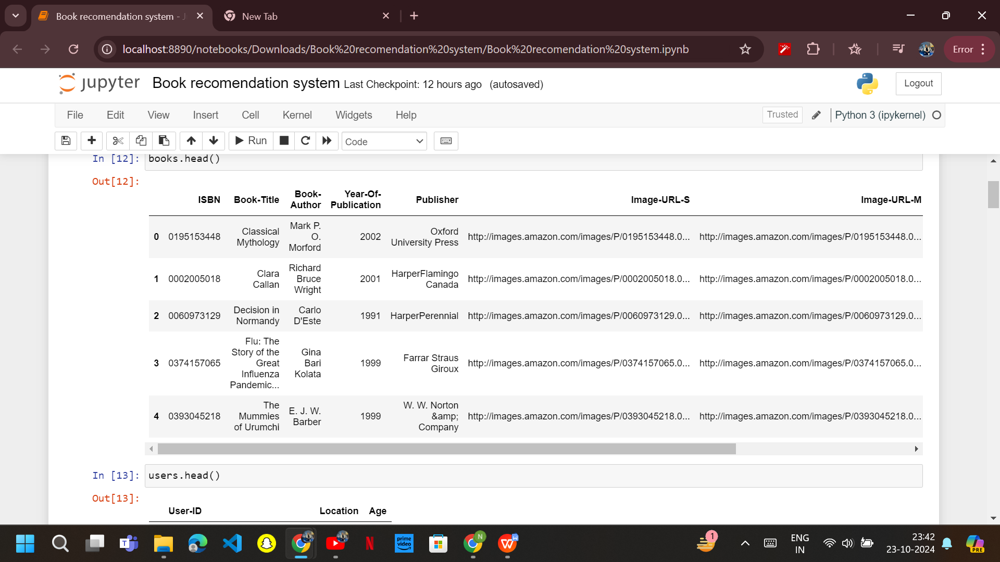 Book recomendation system - J
New Tab
localhost:8890/notebooks/Downloads/Book%20recomendation%20system/Book%20recomendation%20system.ipynb
Error
jupyter Book recomendation system Last Checkpoint: 12 hours ago (autosaved)
Logout
File Edit View Insert Cell Kernel Widgets Help
Trusted
Python 3 (ipykernel)
Run
Code
In [12]: books.head()
Out[12]:
ISBN Book-Title Book-Author Year-Of-Publication Publisher Image-URL-S Image-URL-M
0 0195153448 Classical Mythology Mark P. O. Morford 2002 Oxford University Press http://images.amazon.com/images/P/0195153448.0... http://images.amazon.com/images/P/0195153448.0...
1 0002005018 Clara Callan Richard Bruce Wright 2001 HarperFlamingo Canada http://images.amazon.com/images/P/0002005018.0... http://images.amazon.com/images/P/0002005018.0...
2 0060973129 Decision in Normandy Carlo D'Este 1991 HarperPerennial http://images.amazon.com/images/P/0060973129.0... http://images.amazon.com/images/P/0060973129.0...
3 0374157065 Flu: The Story of the Great Influenza Pandemic... Gina Bari Kolata 1999 Farrar Straus Giroux http://images.amazon.com/images/P/0374157065.0... http://images.amazon.com/images/P/0374157065.0...
4 0393045218 The Mummies of Urumchi E. J. W. Barber 1999 W. W. Norton &amp; Company http://images.amazon.com/images/P/0393045218.0... http://images.amazon.com/images/P/0393045218.0...
In [13]: users.head()
Out[13]:
User-ID Location Age
prime video
N
W
1
ENG
IN
23:42
23-10-2024
PRE